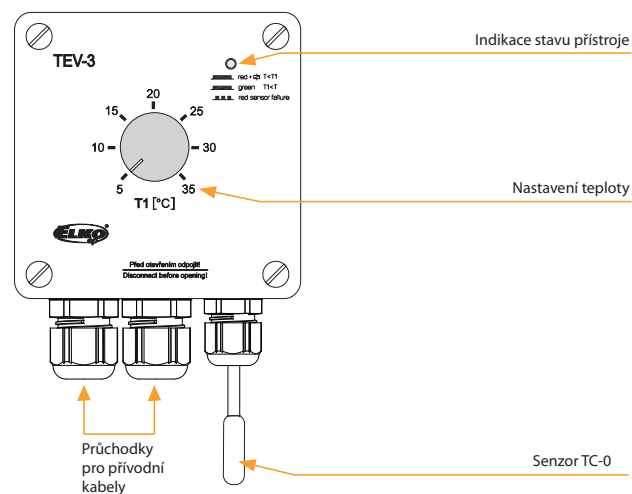 Indikace stavu přístroje
TEV-3
red + T<T1
green T1<T
red sensor failure
20
15
25
10
30
5
35
T1 [°C]
Nastavení teploty
ELKO
ep
®
Před otevřením odpojit!
Disconnect before opening!
Průchodky
pro přívodní
kabely
Senzor TC-0